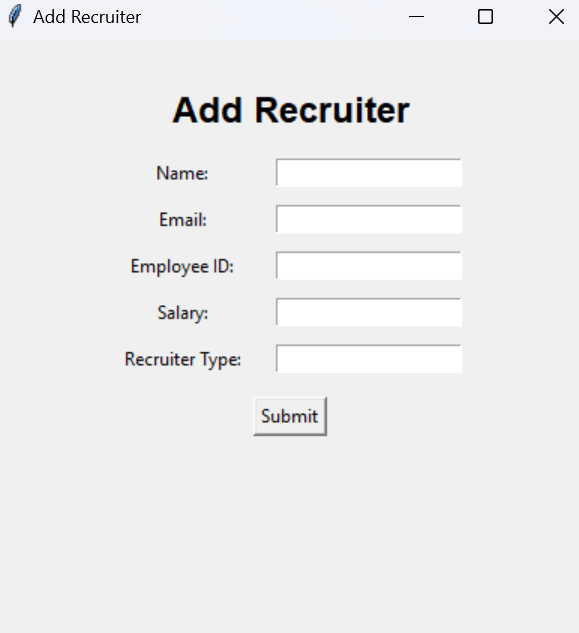 Add Recruiter
Add Recruiter
Name:
Email:
Employee ID:
Salary:
Recruiter Type:
Submit